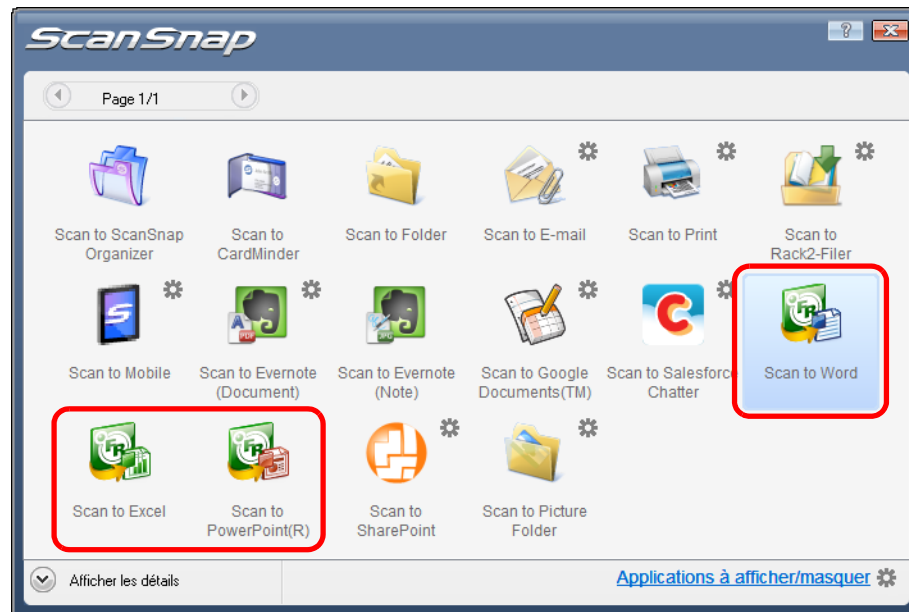 ScanSnap
?
Page 1/1
Scan to ScanSnap
Organizer
Scan to
CardMinder
Scan to Folder
Scan to E-mail
Scan to Print
Scan to
Rack2-Filer
Scan to Mobile
Scan to Evernote
(Document)
Scan to Evernote
(Note)
Scan to Google
Documents(TM)
Scan to Salesforce
Chatter
Scan to Word
Scan to Excel
Scan to
PowerPoint(R)
Scan to
SharePoint
Scan to Picture
Folder
Afficher les détails
Applications à afficher/masquer